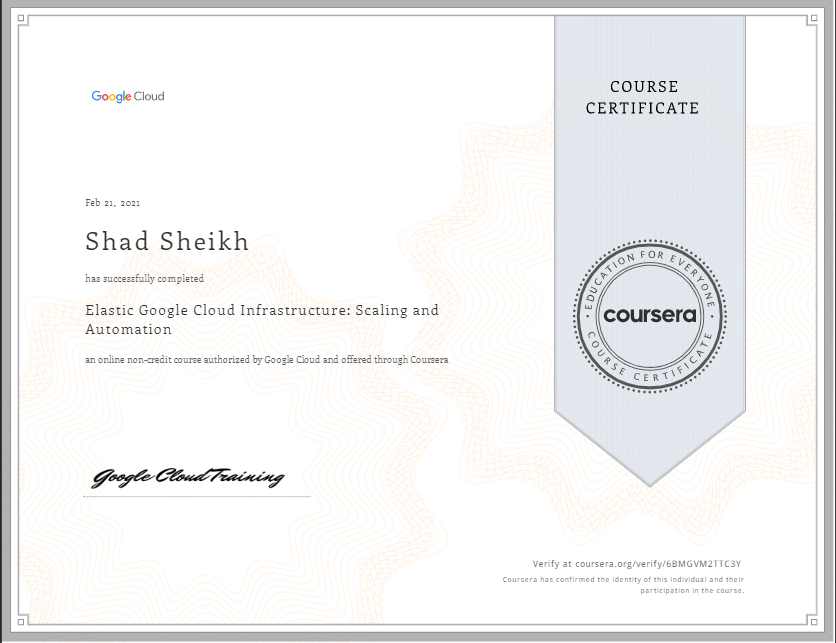 Google Cloud
COURSE
CERTIFICATE
Feb 21, 2021
Shad Sheikh
has successfully completed
Elastic Google Cloud Infrastructure: Scaling and
Automation
an online non-credit course authorized by Google Cloud and offered through Coursera
EDUCATION FOR EVERYONE
coursera
COURSE CERTIFICATE
Google Cloud Training
Verify at coursera.org/verify/6BMGVM2TTC3Y
Coursera has confirmed the identity of this individual and their
participation in the course.